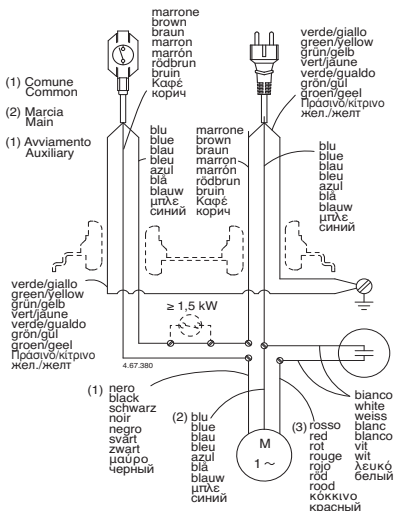 marrone
brown
braun
marron
marrón
rödbrun
bruin
Καφέ
корич
verde/giallo
green/yellow
grün/gelb
vert/jaune
verde/gualdo
grön/gul
groen/geel
Πράσινο/κίτρινο
жел./желт
(1) Comune
Common
(2) Marcia
Main
(1) Avviamento
Auxiliary
blu
blue
blau
bleu
azul
blå
blauw
μπλε
синий
marrone
brown
braun
marron
marrón
rödbrun
bruin
Καφέ
корич
blu
blue
blau
bleu
azul
blå
blauw
μπλε
синий
verde/giallo
green/yellow
grün/gelb
vert/jaune
verde/gualdo
grön/gul
groen/geel
Πράσινο/κίτρινο
жел./желт
≥ 1,5 kW
4.67.380
(1) nero
black
schwarz
noir
negro
svart
zwart
μαύρο
черный
(2) blu
blue
blau
bleu
azul
blå
blauw
μπλε
синий
M
1 ~
(3) rosso
red
rot
rouge
rojo
röd
rood
κόκκινο
красный
bianco
white
weiss
blanc
blanco
vit
wit
λευκό
белый